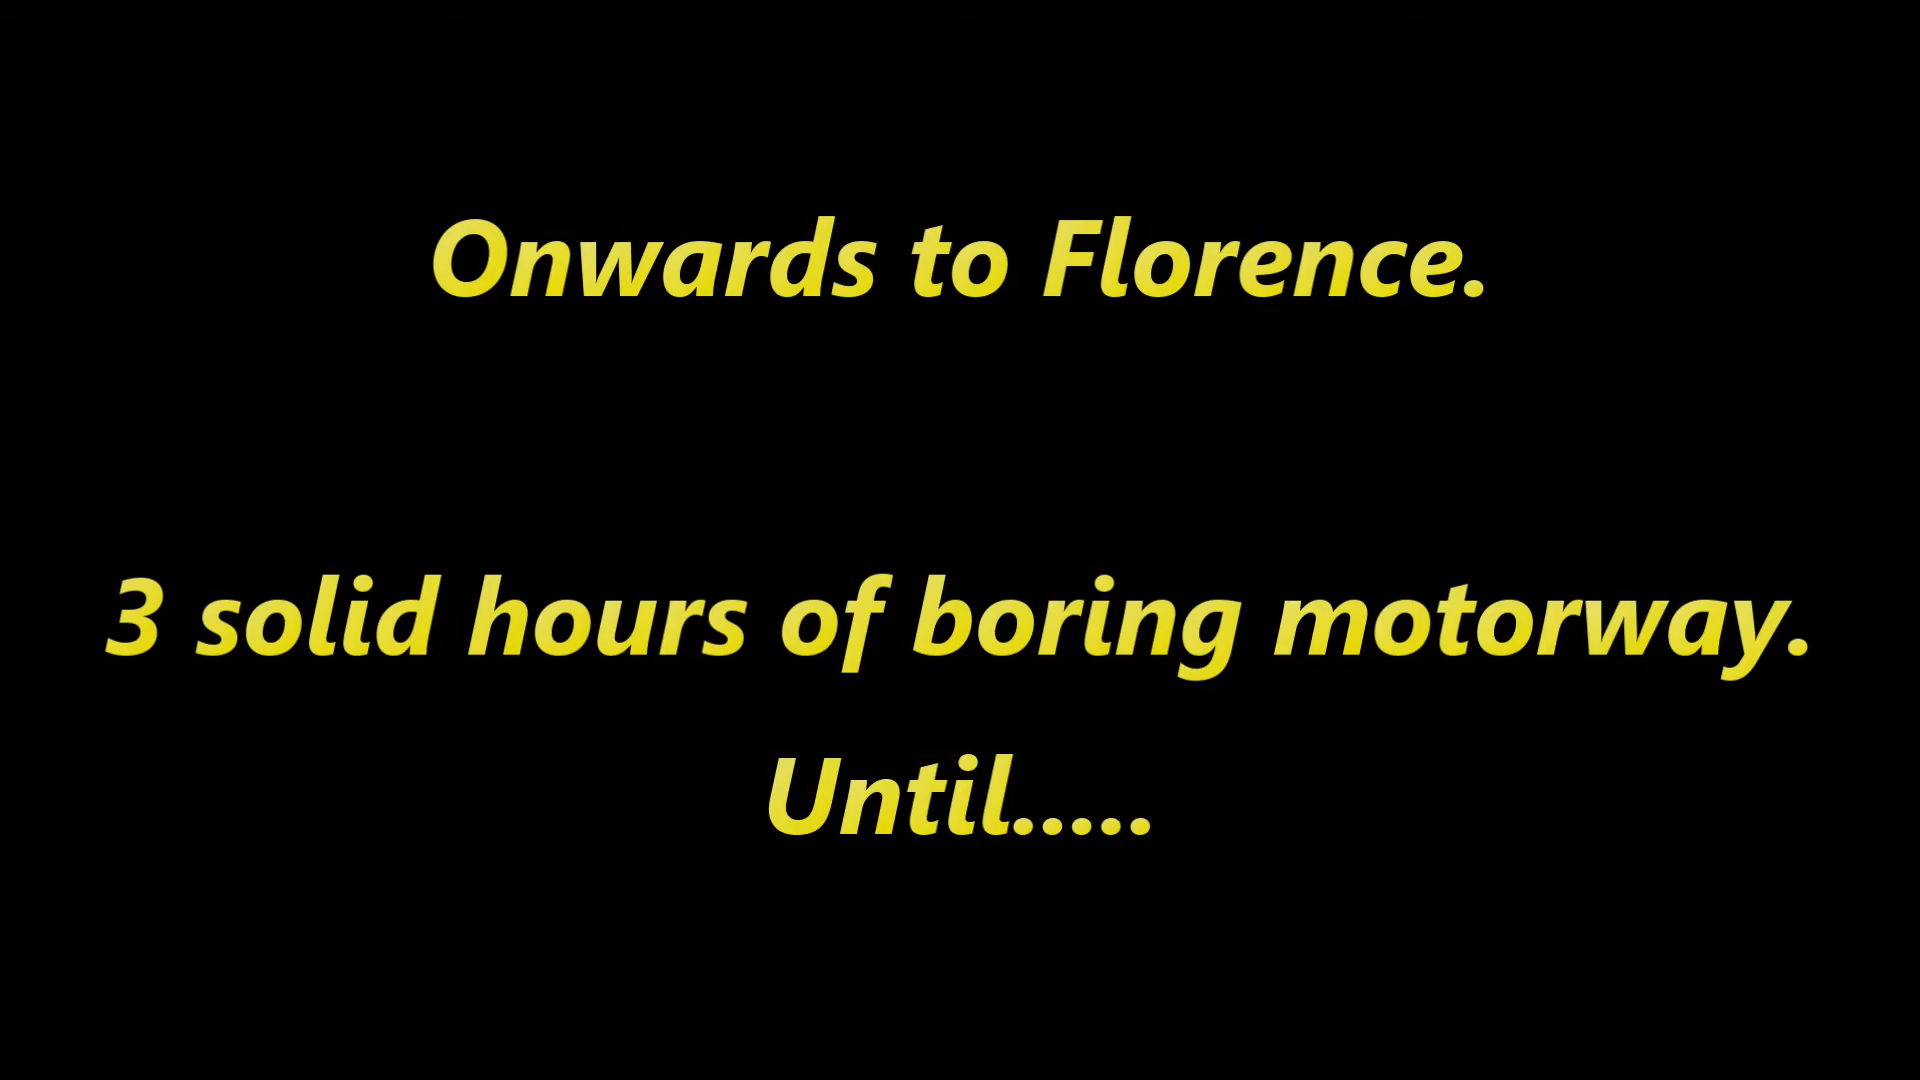 Onwards to Florence.
3 solid hours of boring motorway.
Until.....